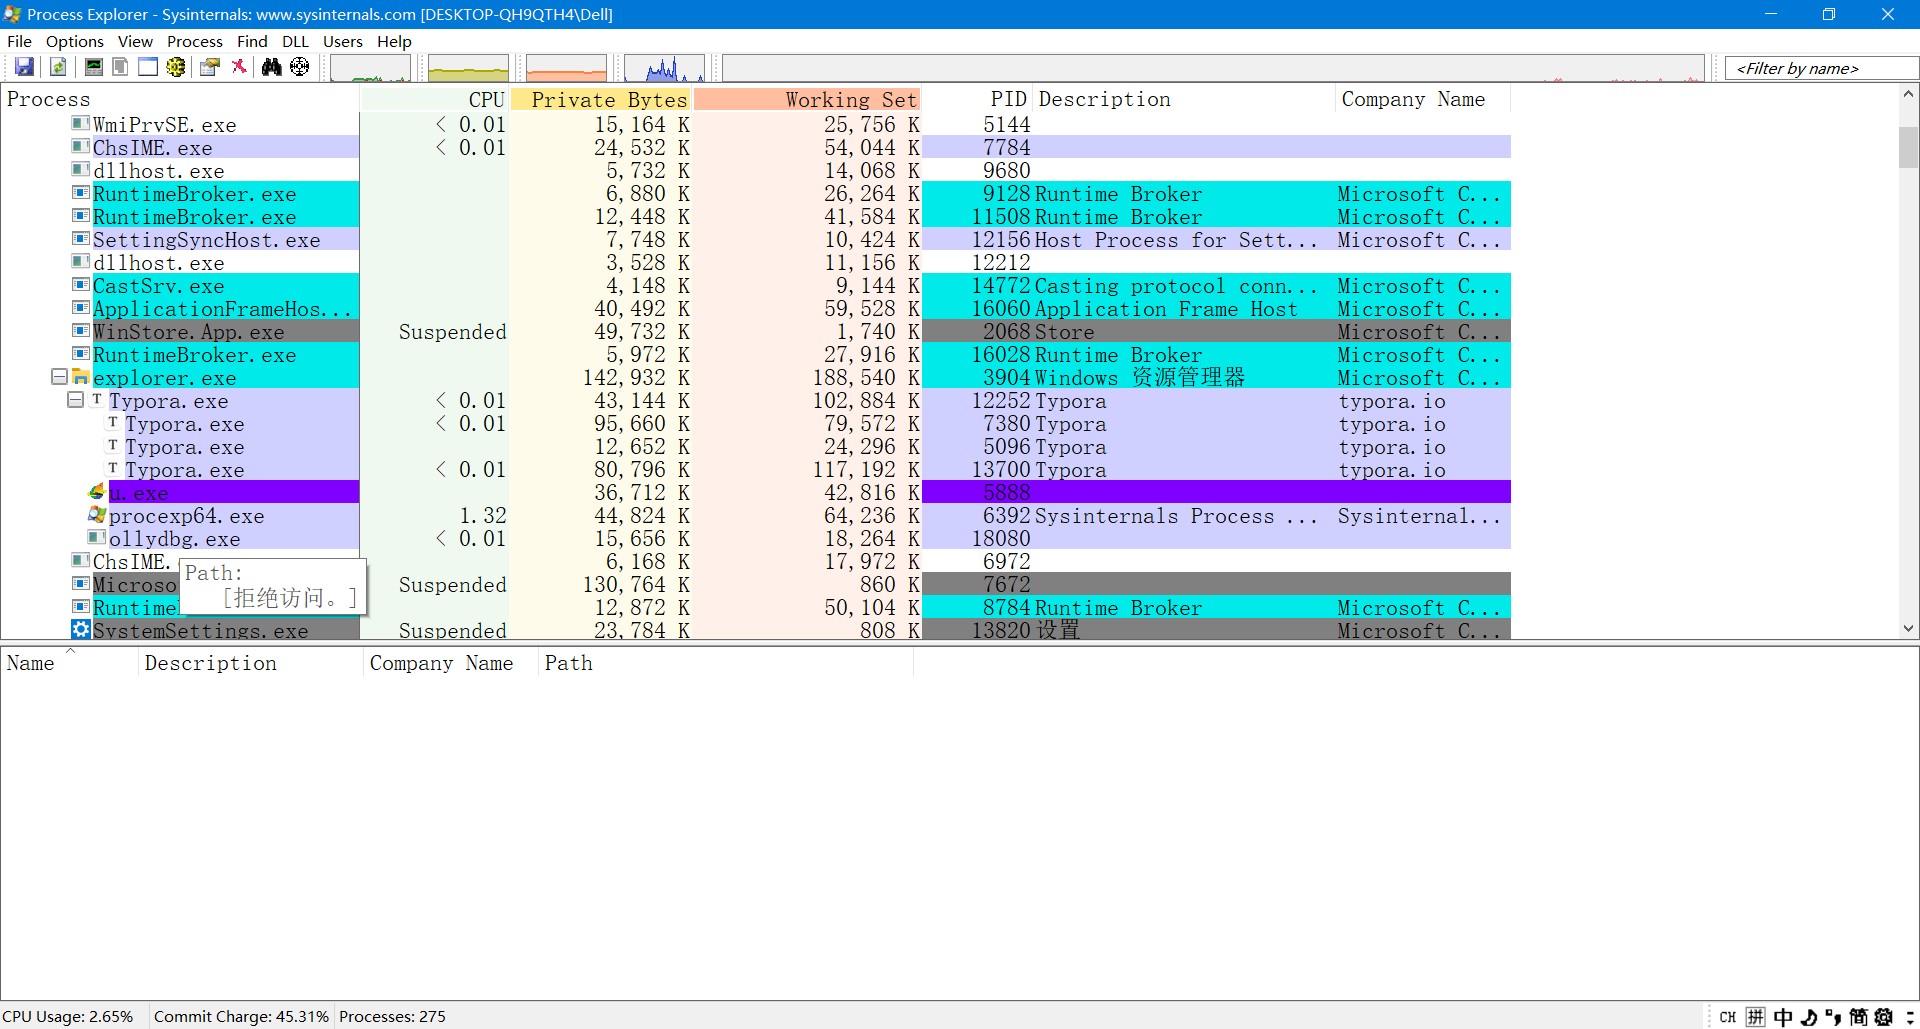 Process Explorer - Sysinternals: www.sysinternals.com [DESKTOP-QH9QTH4\Dell]
File Options View Process Find DLL Users Help
<Filter by name>
Process CPU Private Bytes Working Set PID Description Company Name
WmiPrvSE.exe < 0.01 15,164 K 25,756 K 5144
ChsIME.exe < 0.01 24,532 K 54,044 K 7784
dllhost.exe 5,732 K 14,068 K 9680
RuntimeBroker.exe 6,880 K 26,264 K 9128 Runtime Broker Microsoft C...
RuntimeBroker.exe 12,448 K 41,584 K 11508 Runtime Broker Microsoft C...
SettingSyncHost.exe 7,748 K 10,424 K 12156 Host Process for Sett... Microsoft C...
dllhost.exe 3,528 K 11,156 K 12212
CastSrv.exe 4,148 K 9,144 K 14772 Casting protocol conn... Microsoft C...
ApplicationFrameHos... 40,492 K 59,528 K 16060 Application Frame Host Microsoft C...
WinStore.App.exe Suspended 49,732 K 1,740 K 2068 Store Microsoft C...
RuntimeBroker.exe 5,972 K 27,916 K 16028 Runtime Broker Microsoft C...
explorer.exe 142,932 K 188,540 K 3904 Windows 资源管理器 Microsoft C...
Typora.exe < 0.01 43,144 K 102,884 K 12252 Typora typora.io
Typora.exe < 0.01 95,660 K 79,572 K 7380 Typora typora.io
Typora.exe 12,652 K 24,296 K 5096 Typora typora.io
Typora.exe < 0.01 80,796 K 117,192 K 13700 Typora typora.io
u.exe 36,712 K 42,816 K 5888
procexp64.exe 1.32 44,824 K 64,236 K 6392 Sysinternals Process ... Sysinternal...
ollydbg.exe < 0.01 15,656 K 18,264 K 18080
ChsIME. 6,168 K 17,972 K 6972
Path:
[拒绝访问。]
Microso Suspended 130,764 K 860 K 7672
Runtime 12,872 K 50,104 K 8784 Runtime Broker Microsoft C...
SystemSettings.exe Suspended 23,784 K 808 K 13820 设置 Microsoft C...
Name Description Company Name Path
CPU Usage: 2.65% Commit Charge: 45.31% Processes: 275
CH 拼 中 简